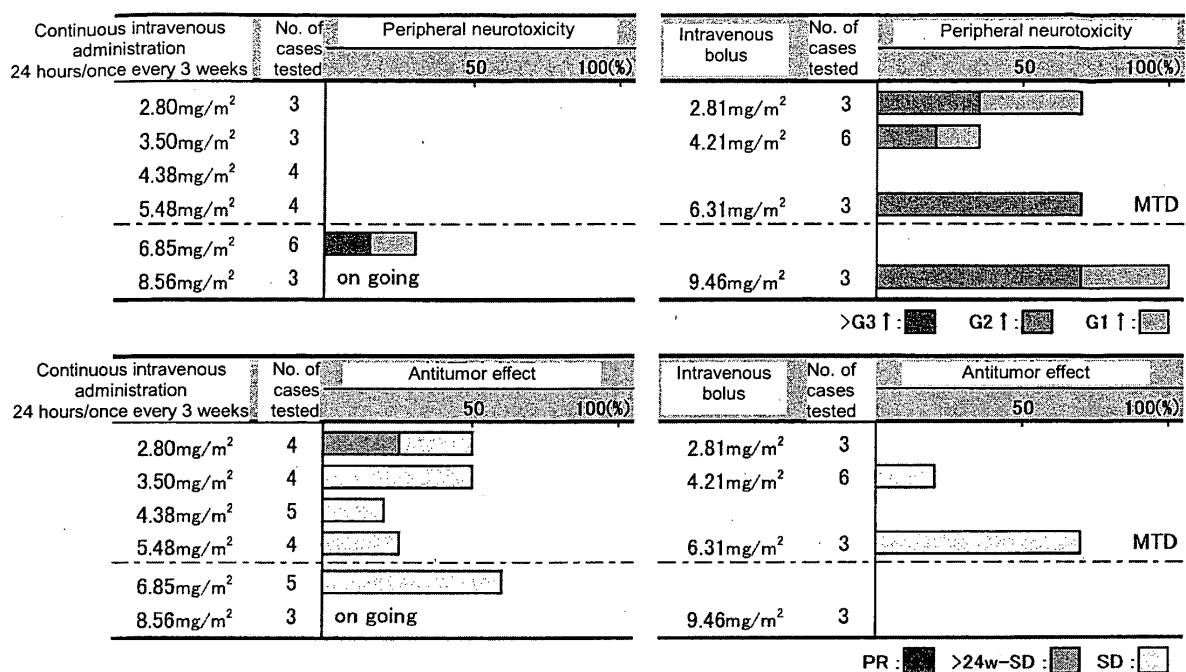 Continuous intravenous administration 24 hours/once every 3 weeks No. of cases tested Peripheral neurotoxicity
50 100(%)
2.80mg/m² 3
3.50mg/m² 3
4.38mg/m² 4
5.48mg/m² 4
6.85mg/m² 6
8.56mg/m² 3 on going
Intravenous bolus No. of cases tested Peripheral neurotoxicity
50 100(%)
2.81mg/m² 3
4.21mg/m² 6
6.31mg/m² 3 MTD
9.46mg/m² 3
>G3↑: G2↑: G1↑:
Continuous intravenous administration 24 hours/once every 3 weeks No. of cases tested Antitumor effect
50 100(%)
2.80mg/m² 4
3.50mg/m² 4
4.38mg/m² 5
5.48mg/m² 4
6.85mg/m² 5
8.56mg/m² 3 on going
Intravenous bolus No. of cases tested Antitumor effect
50 100(%)
2.81mg/m² 3
4.21mg/m² 6
6.31mg/m² 3 MTD
9.46mg/m² 3
PR: >24w-SD: SD: